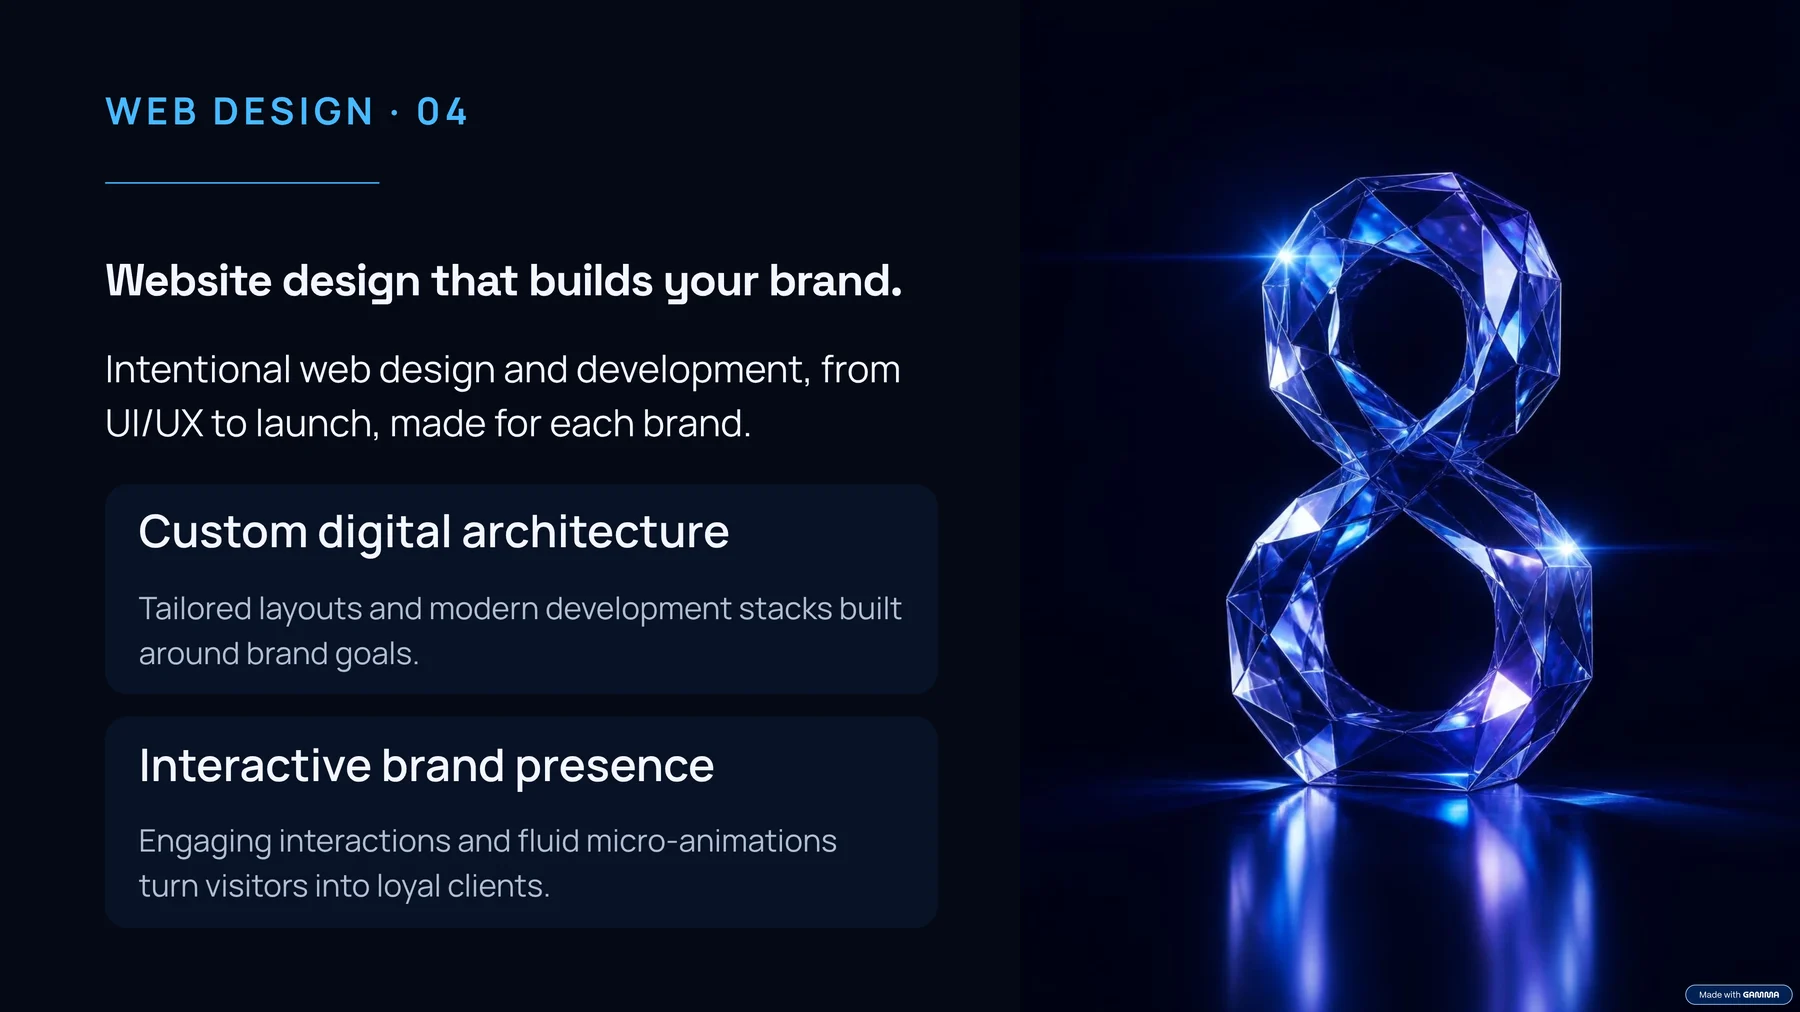 WEB DESIGN · 04
Website design that builds your brand.
Intentional web design and development, from
UI/UX to launch, made for each brand.
Custom digital architecture
Tailored layouts and modern development stacks built
around brand goals.
Interactive brand presence
Engaging interactions and fluid micro-animations
turn visitors into loyal clients.
8
Made with GAMMA